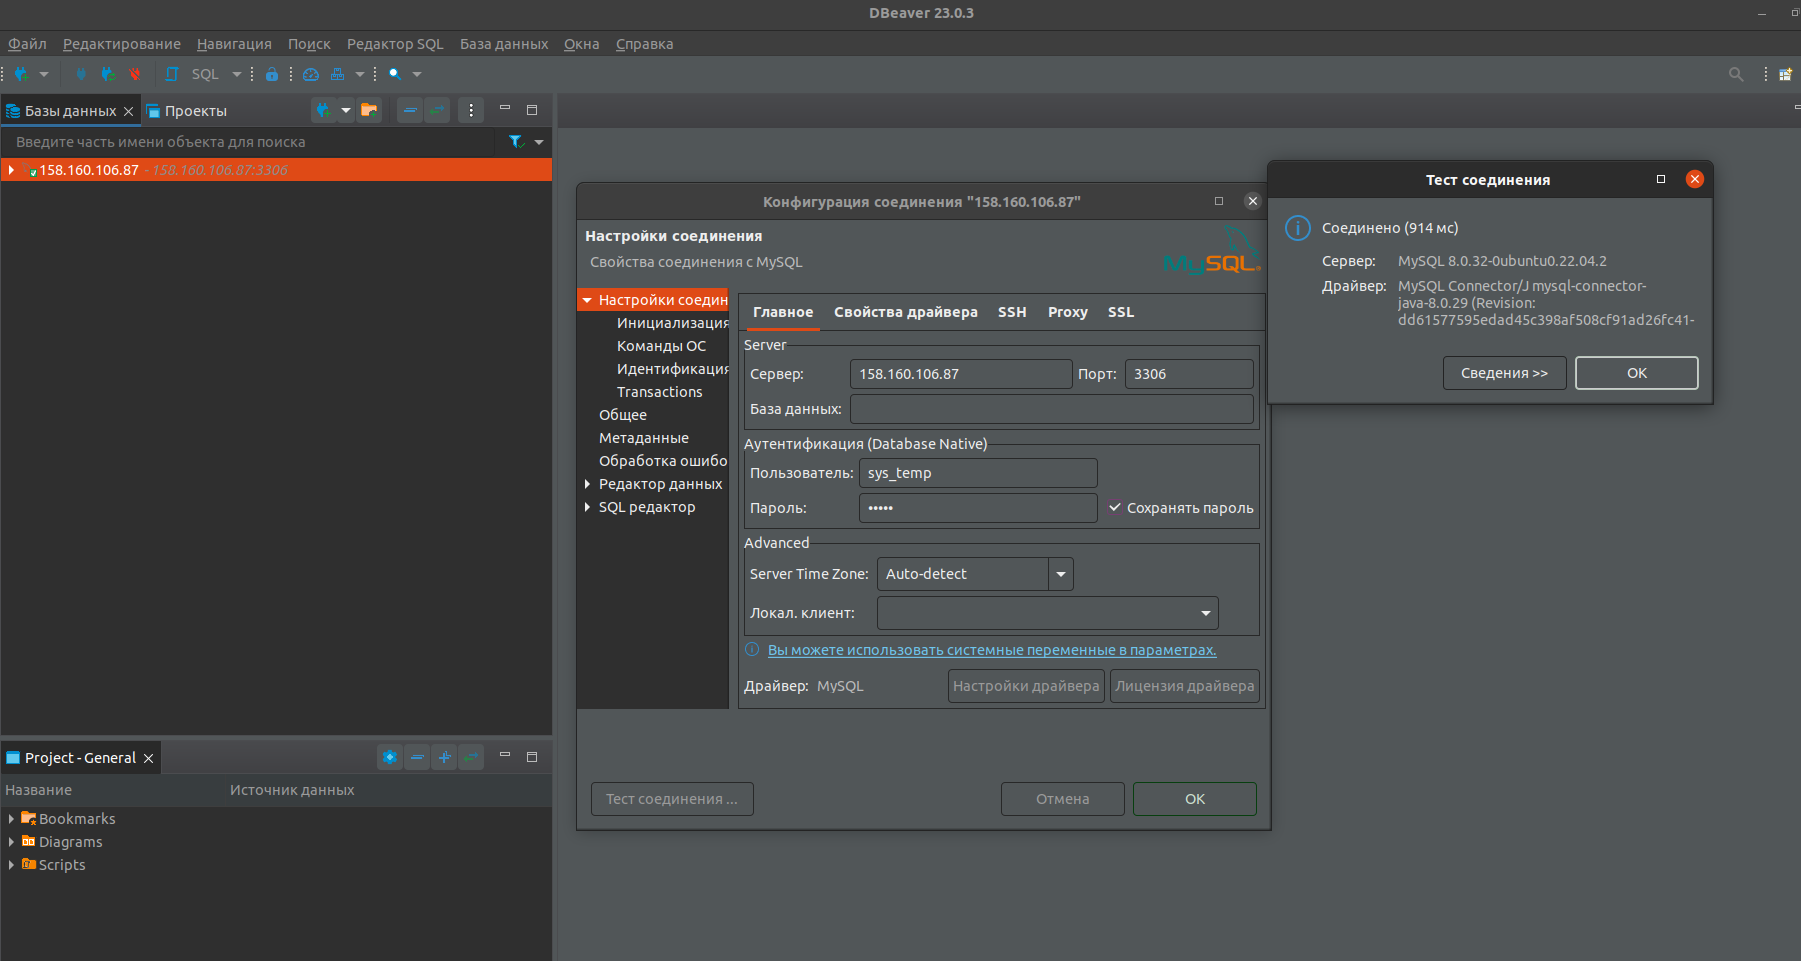 DBeaver 23.0.3
Файл Редактирование Навигация Поиск Редактор SQL База данных Окна Справка
SQL
Базы данных Проекты
Введите часть имени объекта для поиска
158.160.106.87 - 158.160.106.87:3306
Конфигурация соединения "158.160.106.87"
Настройки соединения
Свойства соединения с MySQL
MySQL
Настройки соедин
Инициализация
Команды ОС
Идентификация
Transactions
Общее
Метаданные
Обработка ошибо
Редактор данных
SQL редактор
Главное Свойства драйвера SSH Proxy SSL
Server
Сервер: 158.160.106.87 Порт: 3306
База данных:
Аутентификация (Database Native)
Пользователь: sys_temp
Пароль: ••••• Сохранять пароль
Advanced
Server Time Zone: Auto-detect
Локал. клиент:
Вы можете использовать системные переменные в параметрах.
Драйвер: MySQL Настройки драйвера Лицензия драйвера
Тест соединения ... Отмена OK
Тест соединения
Соединено (914 мс)
Сервер: MySQL 8.0.32-0ubuntu0.22.04.2
Драйвер: MySQL Connector/J mysql-connector-
java-8.0.29 (Revision:
dd61577595edad45c398af508cf91ad26fc41-
Сведения >> OK
Project - General
Название Источник данных
Bookmarks
Diagrams
Scripts